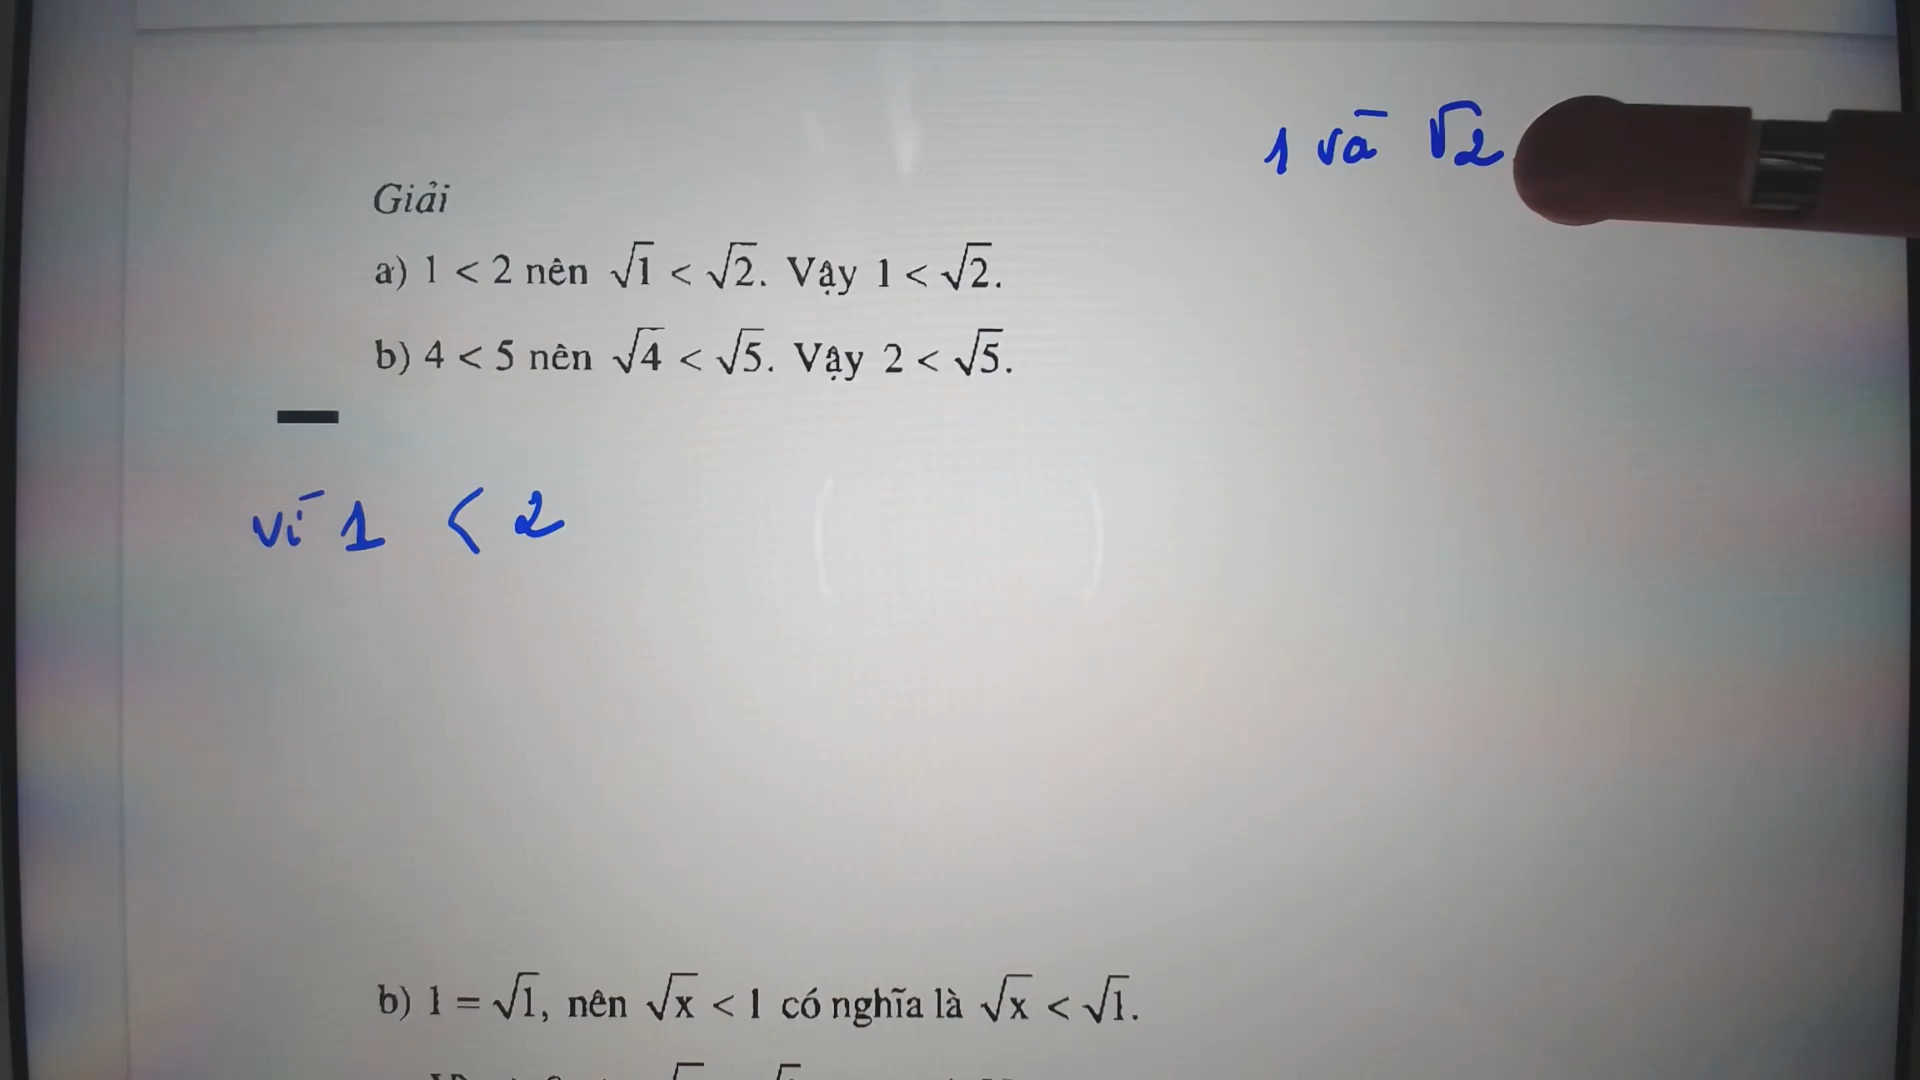 1 và √2
Giải
a) 1 < 2 nên √1 < √2. Vậy 1 < √2.
b) 4 < 5 nên √4 < √5. Vậy 2 < √5.
vì 1 < 2
b) 1 = √1, nên √x < 1 có nghĩa là √x < √1.